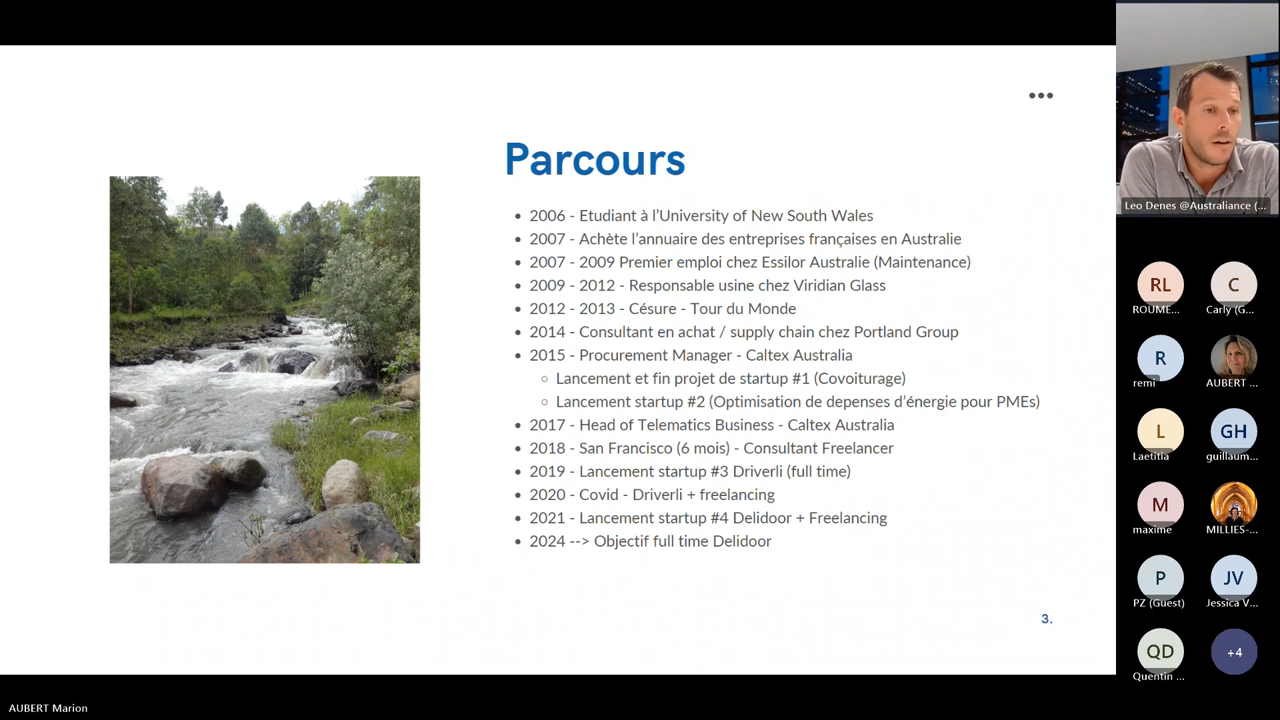 Parcours
2006 - Etudiant à l'University of New South Wales
2007 - Achète l'annuaire des entreprises françaises en Australie
2007 - 2009 Premier emploi chez Essilor Australie (Maintenance)
2009 - 2012 - Responsable usine chez Viridian Glass
2012 - 2013 - Césure - Tour du Monde
2014 - Consultant en achat / supply chain chez Portland Group
2015 - Procurement Manager - Caltex Australia
Lancement et fin projet de startup #1 (Covoiturage)
Lancement startup #2 (Optimisation de depenses d'énergie pour PMEs)
2017 - Head of Telematics Business - Caltex Australia
2018 - San Francisco (6 mois) - Consultant Freelancer
2019 - Lancement startup #3 Driverli (full time)
2020 - Covid - Driverli + freelancing
2021 - Lancement startup #4 Delidoor + Freelancing
2024 --> Objectif full time Delidoor
3.
Leo Denes @Australiance (...
RL
ROUME...
C
Carly (G...
R
remi
AUBERT ...
L
Laetitia
GH
guillaum...
M
maxime
MILLIES-...
P
PZ (Guest)
JV
Jessica V...
QD
Quentin ...
+4
AUBERT Marion